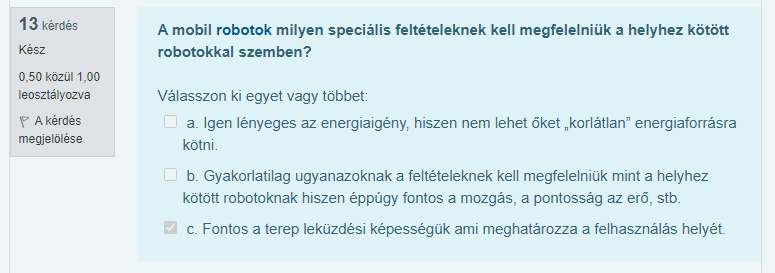 13 kérdés
Kész
0,50 közül 1,00
leosztályozva
A kérdés
megjelölése
A mobil robotok milyen speciális feltételeknek kell megfelelniük a helyhez kötött
robotokkal szemben?
Válasszon ki egyet vagy többet:
a. Igen lényeges az energiaigény, hiszen nem lehet őket „korlátlan” energiaforrásra
kötni.
b. Gyakorlatilag ugyanazoknak a feltételeknek kell megfelelniük mint a helyhez
kötött robotoknak hiszen éppúgy fontos a mozgás, a pontosság az erő, stb.
c. Fontos a terep leküzdési képességük ami meghatározza a felhasználás helyét.